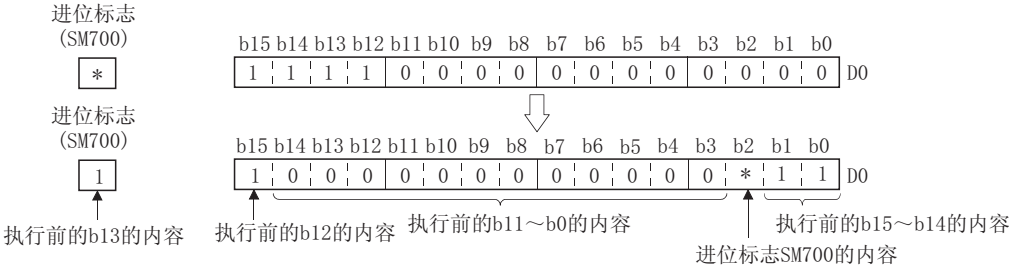 进位标志
(SM700)
b15 b14 b13 b12 b11 b10 b9 b8 b7 b6 b5 b4 b3 b2 b1 b0
* 1 1 1 1 0 0 0 0 0 0 0 0 0 0 0 0 D0
进位标志
(SM700)
b15 b14 b13 b12 b11 b10 b9 b8 b7 b6 b5 b4 b3 b2 b1 b0
1 1 0 0 0 0 0 0 0 0 0 0 0 0 * 1 1 D0
执行前的b13的内容 执行前的b12的内容 执行前的b11～b0的内容 执行前的b15～b14的内容
进位标志SM700的内容